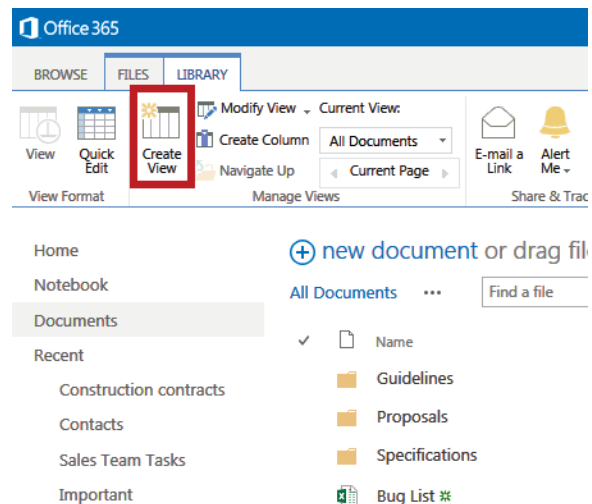 Office 365
BROWSE FILES LIBRARY
View
Quick Edit
Create View
Modify View
Create Column
Navigate Up
Current View:
All Documents
Current Page
E-mail a Link
Alert Me
View Format
Manage Views
Share &
Home
Notebook
Documents
Recent
Construction contracts
Contacts
Sales Team Tasks
Important
new document or drag
All Documents ...
Find a file
Name
Guidelines
Proposals
Specifications
Bug List